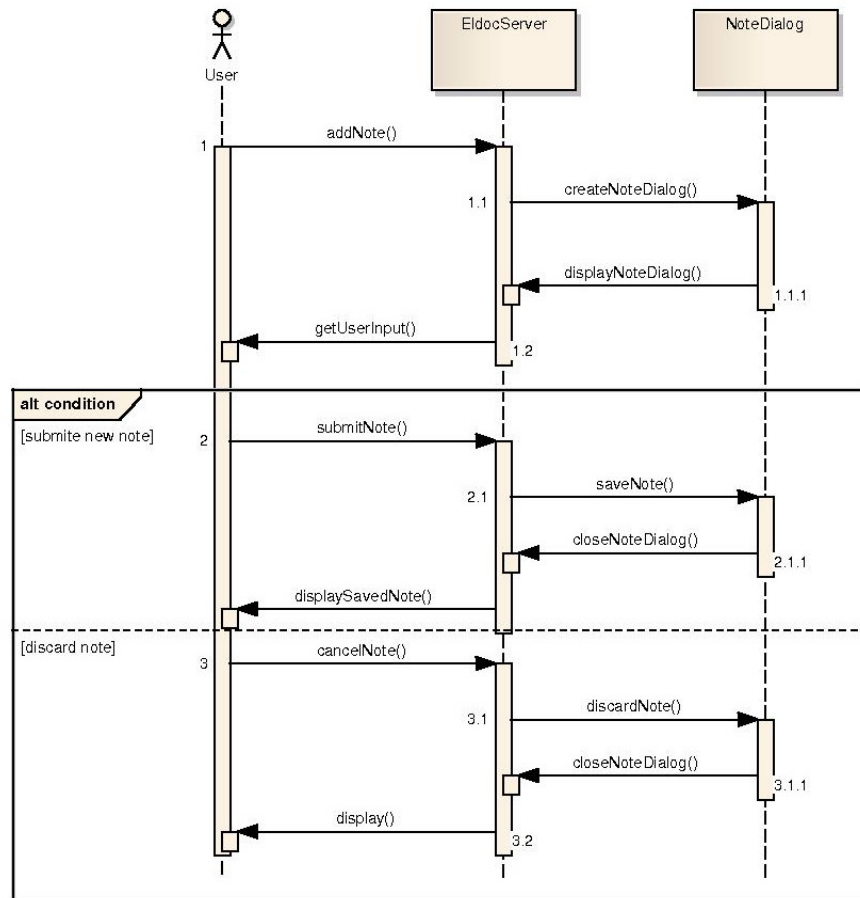 User
EldocServer
NoteDialog
1
addNote()
1.1
createNoteDialog()
displayNoteDialog()
1.1.1
getUserInput()
1.2
alt condition
[submite new note]
2
submitNote()
2.1
saveNote()
closeNoteDialog()
2.1.1
displaySavedNote()
[discard note]
3
cancelNote()
3.1
discardNote()
closeNoteDialog()
3.1.1
display()
3.2